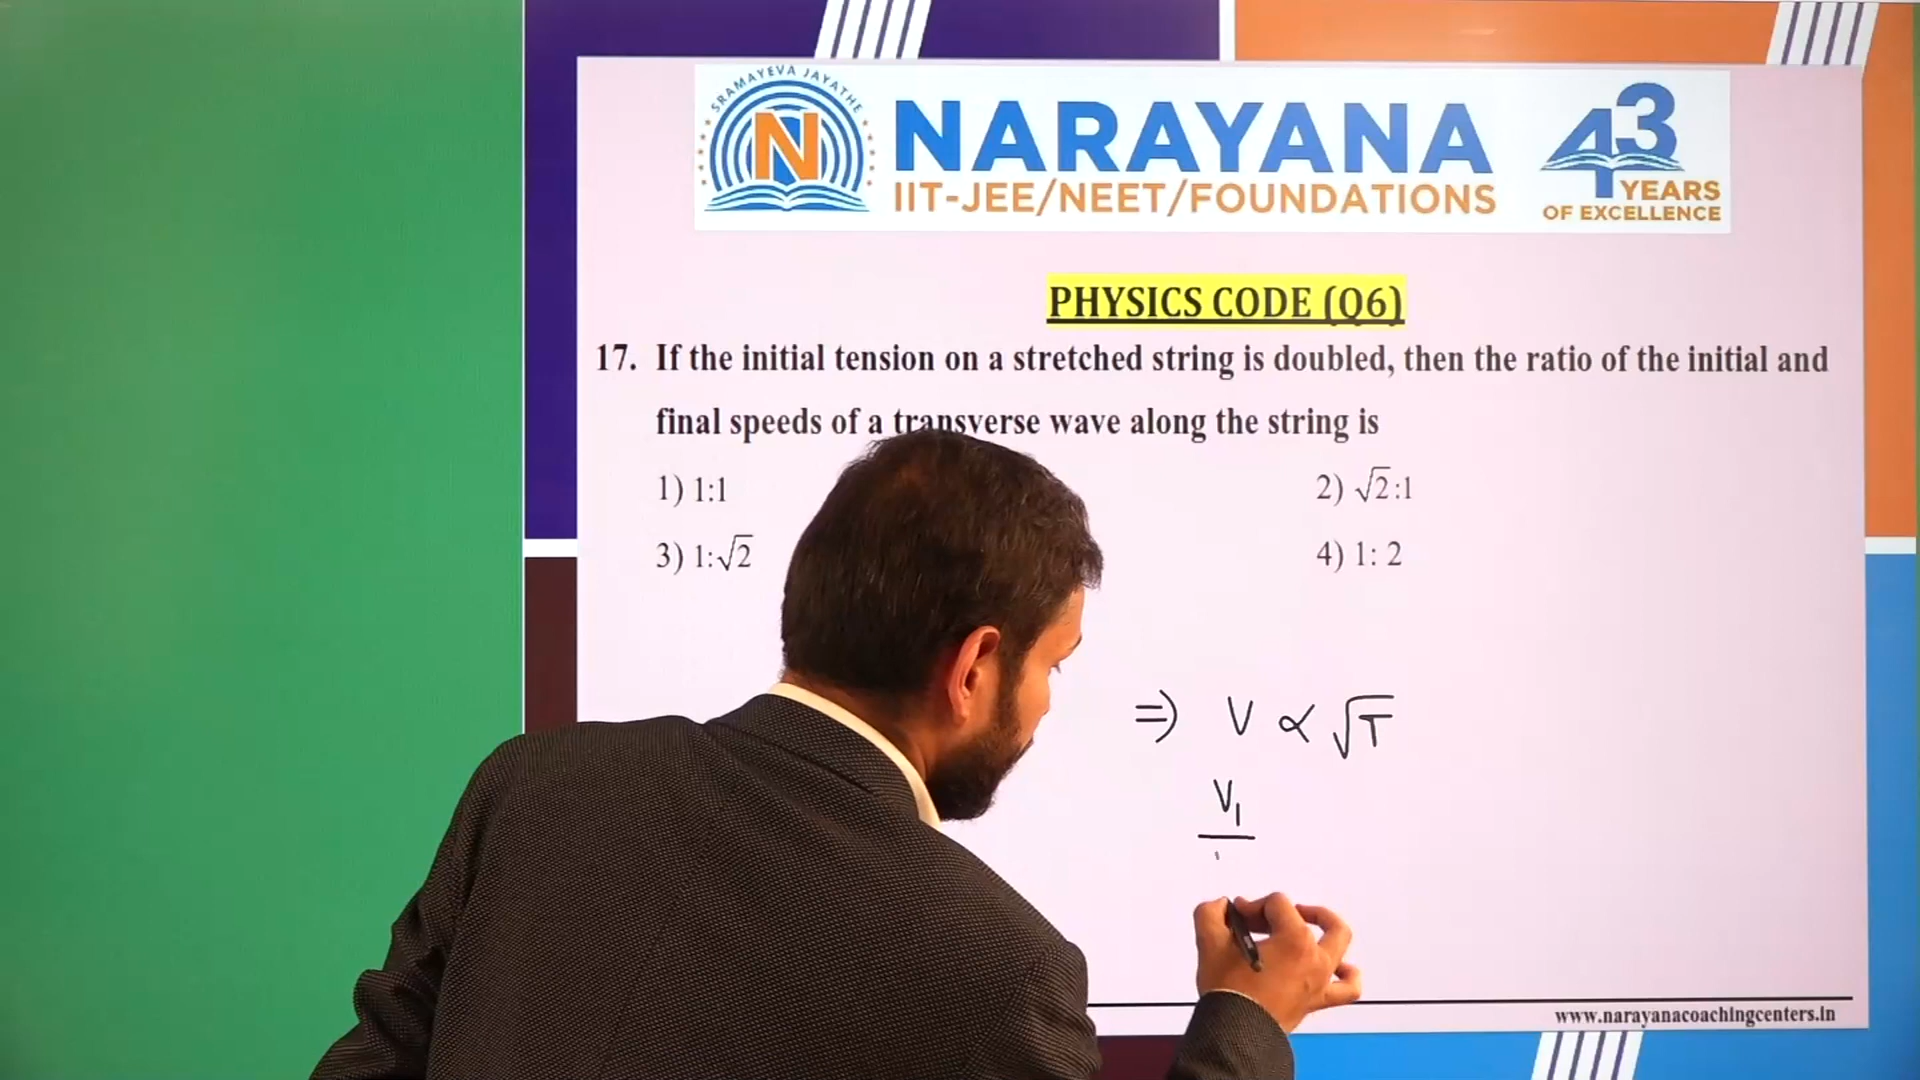 SRAMAYEVA JAYATHE
N
NARAYANA
IIT-JEE/NEET/FOUNDATIONS
43
YEARS
OF EXCELLENCE
PHYSICS CODE (Q6)
17. If the initial tension on a stretched string is doubled, then the ratio of the initial and
final speeds of a transverse wave along the string is
1) 1:1
2) √2:1
3) 1:√2
4) 1: 2
⇒ V ∝ √T
V₁
www.narayanacoachingcenters.in